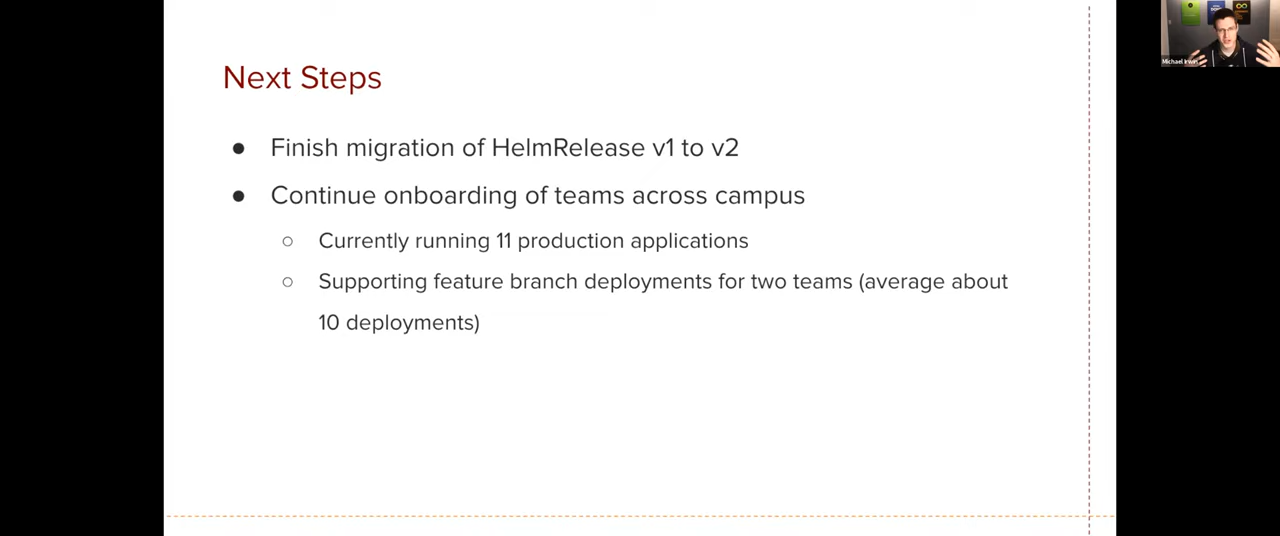 Next Steps
● Finish migration of HelmRelease v1 to v2
● Continue onboarding of teams across campus
○ Currently running 11 production applications
○ Supporting feature branch deployments for two teams (average about
10 deployments)
Michael Irwin